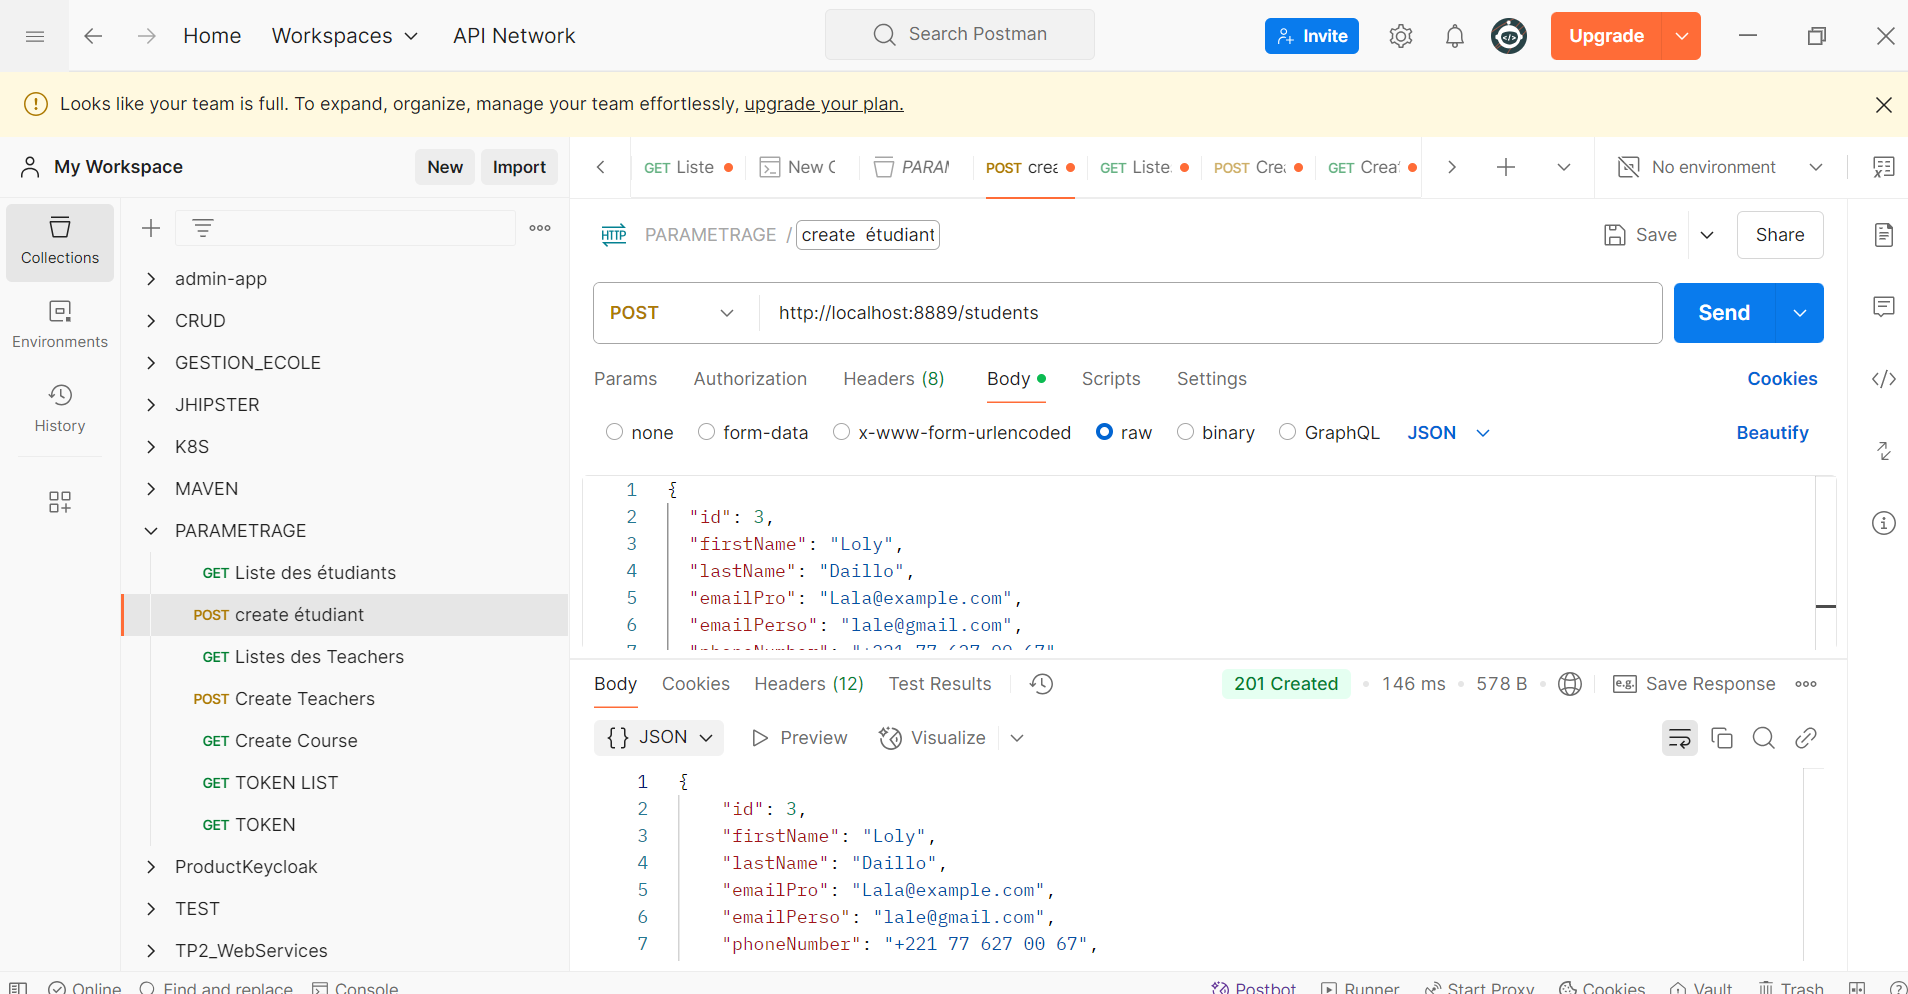 Home Workspaces API Network Search Postman Invite Upgrade
Looks like your team is full. To expand, organize, manage your team effortlessly, upgrade your plan.
My Workspace New Import
GET Liste New C PARAM POST crea GET Liste POST Crea GET Creat No environment
Collections
Environments
History
admin-app
CRUD
GESTION_ECOLE
JHIPSTER
K8S
MAVEN
PARAMETRAGE
GET Liste des étudiants
POST create étudiant
GET Listes des Teachers
POST Create Teachers
GET Create Course
GET TOKEN LIST
GET TOKEN
ProductKeycloak
TEST
TP2_WebServices
HTTP PARAMETRAGE / create étudiant Save Share
POST http://localhost:8889/students Send
Params Authorization Headers (8) Body Scripts Settings Cookies
none form-data x-www-form-urlencoded raw binary GraphQL JSON Beautify
1 {
2 "id": 3,
3 "firstName": "Loly",
4 "lastName": "Daillo",
5 "emailPro": "Lala@example.com",
6 "emailPerso": "lale@gmail.com",
7 "phoneNumber": "+221 77 627 00 67"
Body Cookies Headers (12) Test Results 201 Created • 146 ms • 578 B • e.g. Save Response
{} JSON Preview Visualize
1 {
2 "id": 3,
3 "firstName": "Loly",
4 "lastName": "Daillo",
5 "emailPro": "Lala@example.com",
6 "emailPerso": "lale@gmail.com",
7 "phoneNumber": "+221 77 627 00 67",
Online Find and replace Console Postbot Runner Start Proxy Cookies Vault Trash